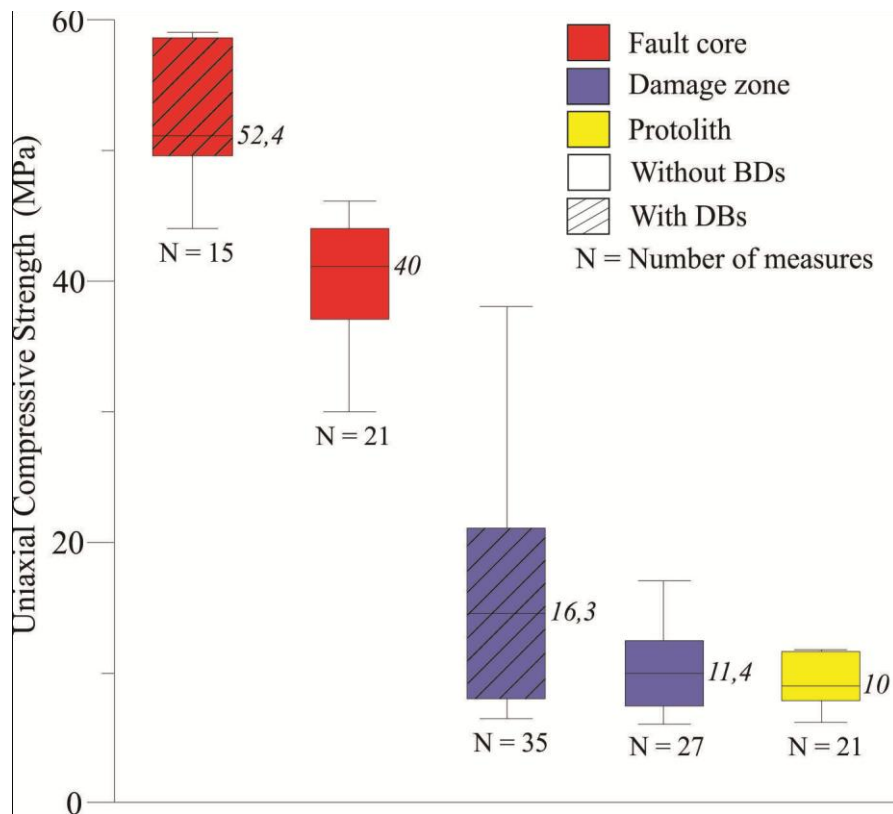 60
40
20
0
Uniaxial Compressive Strength (MPa)
Fault core
Damage zone
Protolith
Without BDs
With DBs
N = Number of measures
52,4
N = 15
40
N = 21
16,3
N = 35
11,4
N = 27
10
N = 21